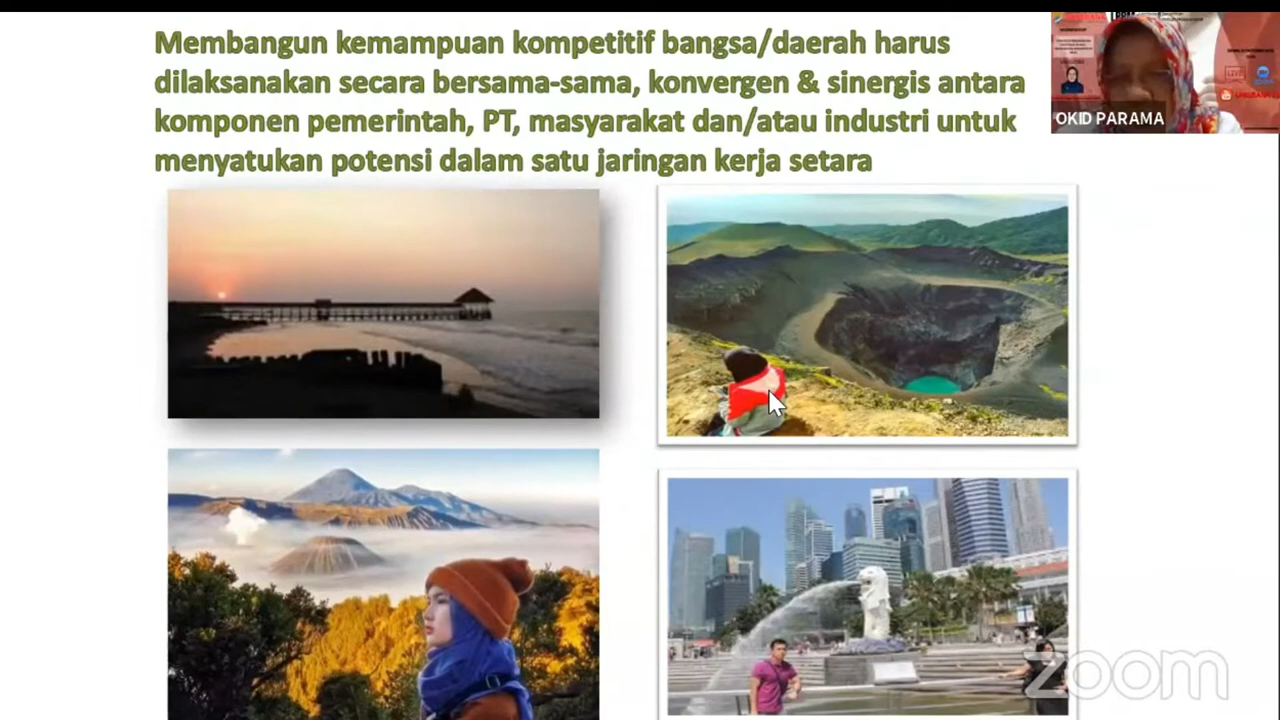 Membangun kemampuan kompetitif bangsa/daerah harus
dilaksanakan secara bersama-sama, konvergen & sinergis antara
komponen pemerintah, PT, masyarakat dan/atau industri untuk
menyatukan potensi dalam satu jaringan kerja setara
OKID PARAMA
zoom